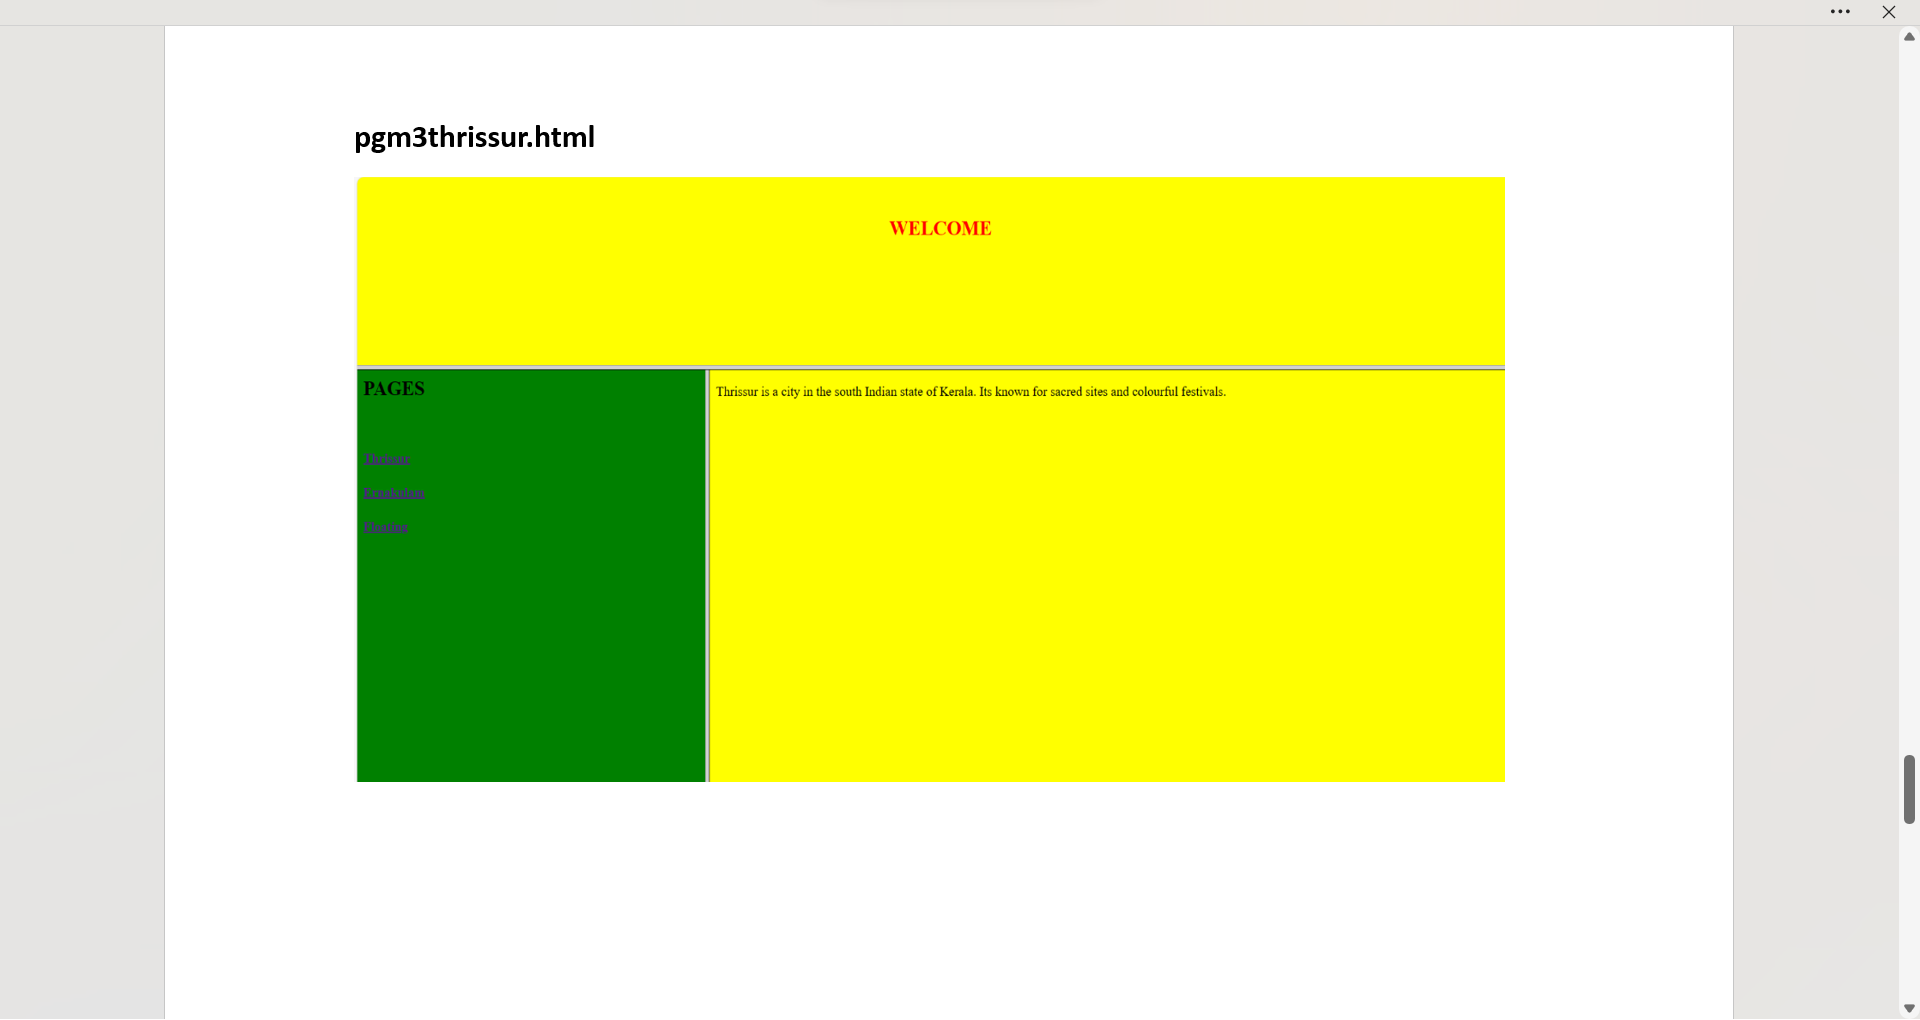 pgm3thrissur.html
WELCOME
PAGES
Thrissur is a city in the south Indian state of Kerala. Its known for sacred sites and colourful festivals.
Thrissur
Ernakulam
Floating